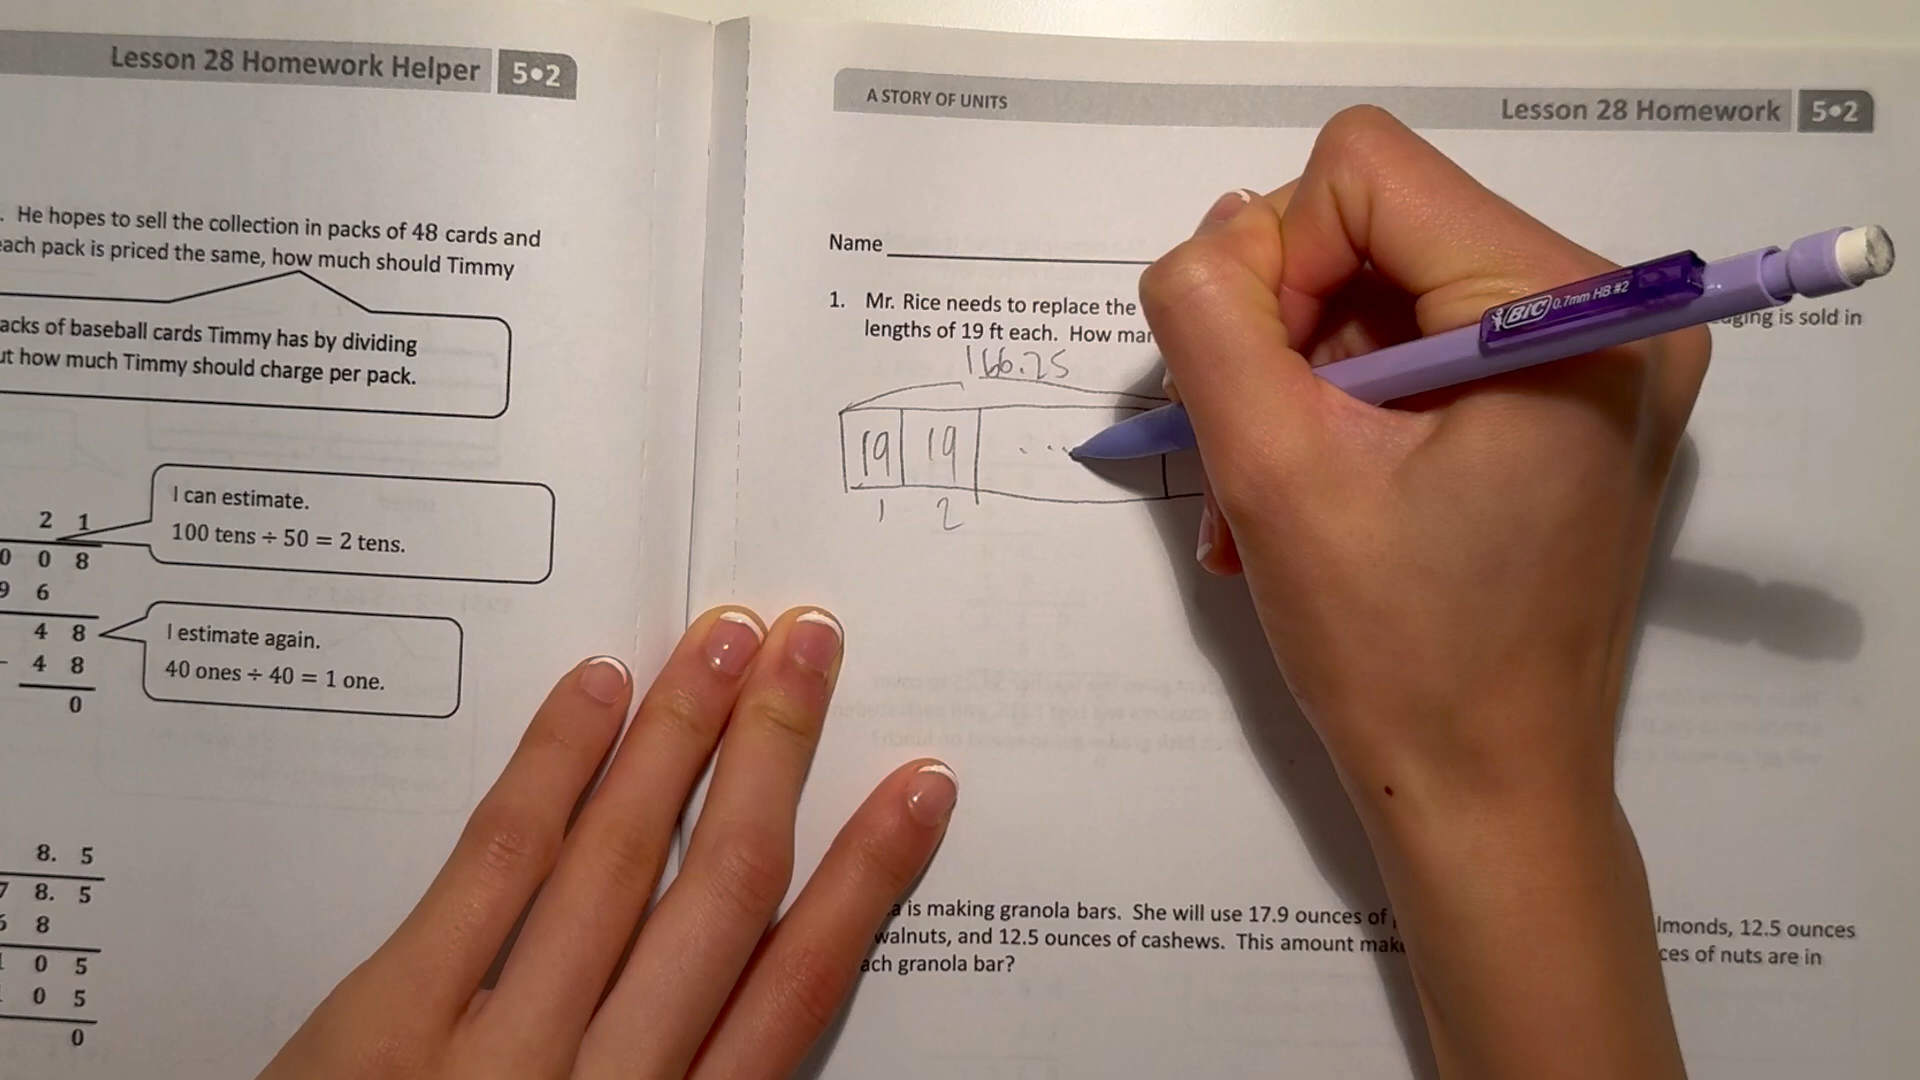 Lesson 28 Homework Helper 5•2
. He hopes to sell the collection in packs of 48 cards and
each pack is priced the same, how much should Timmy
acks of baseball cards Timmy has by dividing
ut how much Timmy should charge per pack.
2 1
0 0 8
9 6
4 8
- 4 8
0
I can estimate.
100 tens ÷ 50 = 2 tens.
I estimate again.
40 ones ÷ 40 = 1 one.
8. 5
7 8. 5
6 8
1 0 5
1 0 5
0
A STORY OF UNITS
Lesson 28 Homework 5•2
Name
1. Mr. Rice needs to replace the
ging is sold in
lengths of 19 ft each. How mar
166.25
19 19 ...
1 2
BIC 0.7mm HB #2
a is making granola bars. She will use 17.9 ounces of
lmonds, 12.5 ounces
walnuts, and 12.5 ounces of cashews. This amount make
ces of nuts are in
ach granola bar?